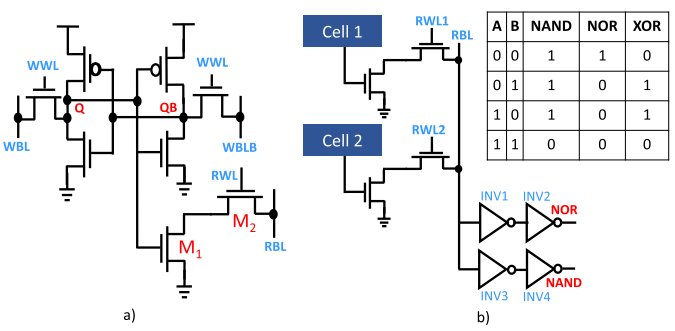 WWL
Q
QB
WWL
WBL
WBLB
RWL
M2
M1
RBL
a)
Cell 1
RWL1
RBL
Cell 2
RWL2
INV1
INV2
NOR
INV3
INV4
NAND
b)
A B NAND NOR XOR
0 0 1 1 0
0 1 1 0 1
1 0 1 0 1
1 1 0 0 0